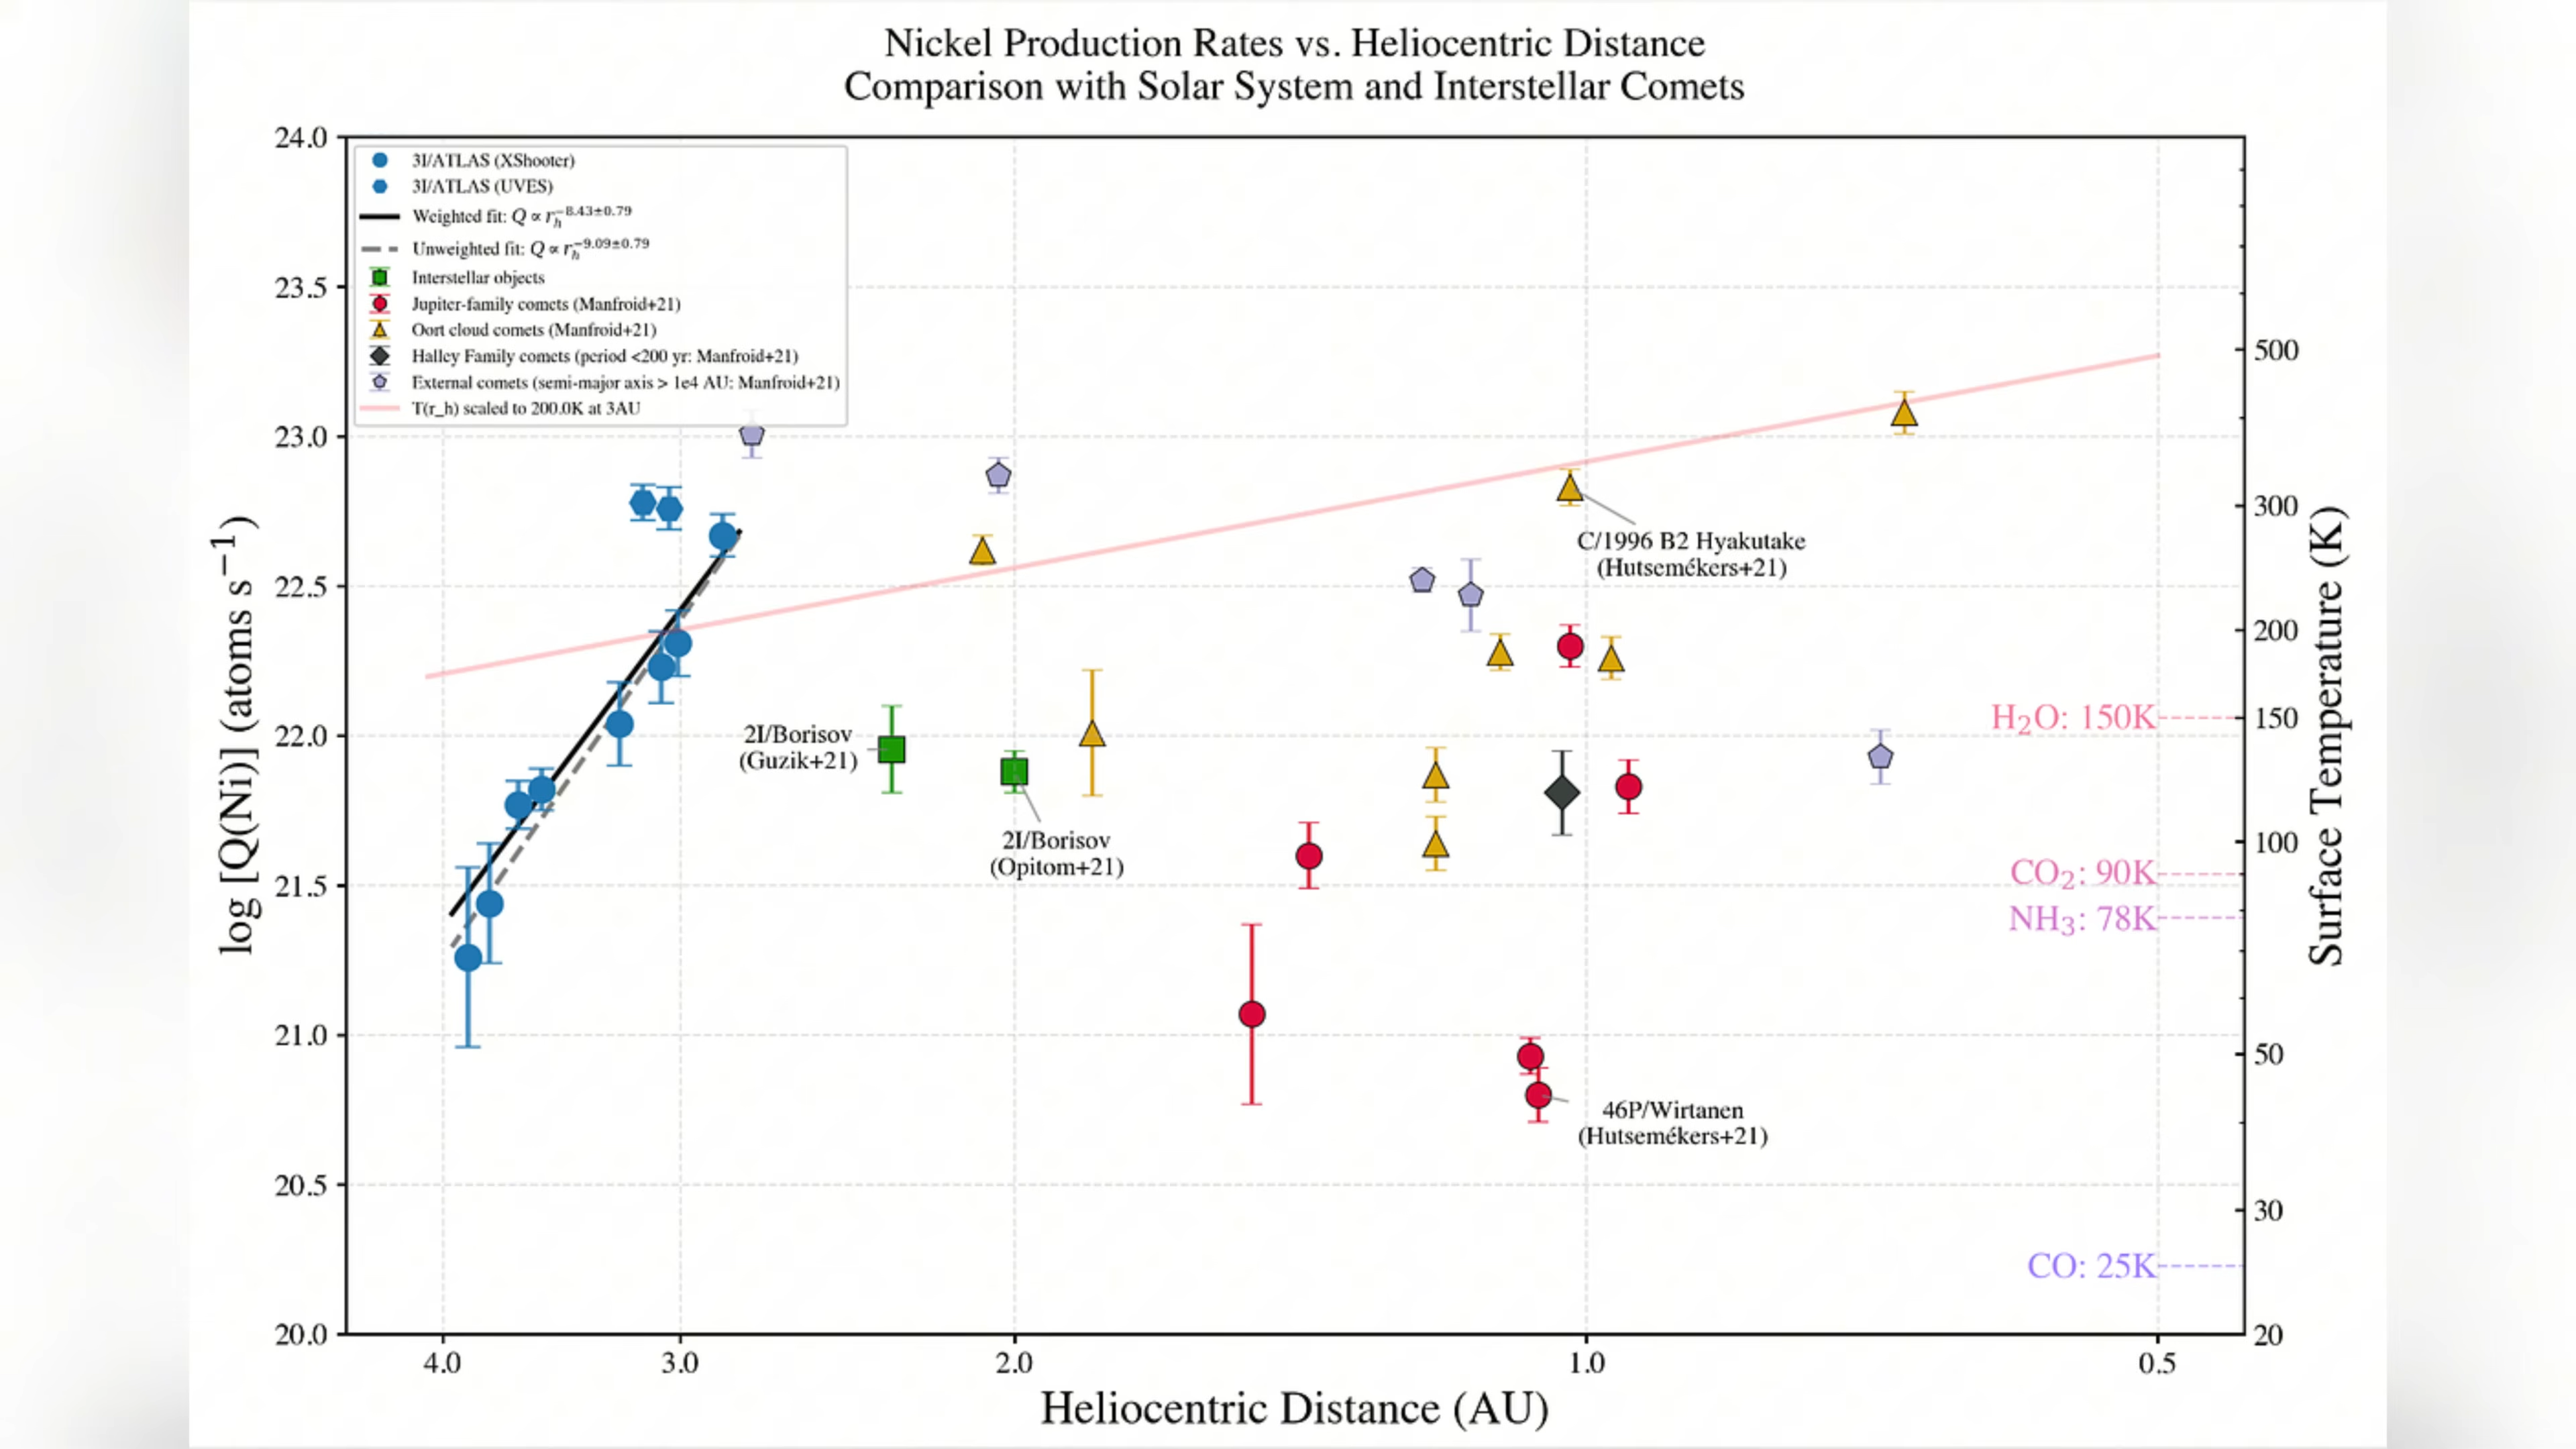 Nickel Production Rates vs. Heliocentric Distance
Comparison with Solar System and Interstellar Comets
24.0
23.5
23.0
22.5
22.0
21.5
21.0
20.5
20.0
log [Q(Ni)] (atoms s⁻¹)
3I/ATLAS (XShooter)
3I/ATLAS (UVES)
Weighted fit: Q ∝ r_h^−8.43±0.79
Unweighted fit: Q ∝ r_h^−9.09±0.79
Interstellar objects
Jupiter-family comets (Manfroid+21)
Oort cloud comets (Manfroid+21)
Halley Family comets (period <200 yr: Manfroid+21)
External comets (semi-major axis > 1e4 AU: Manfroid+21)
T(r_h) scaled to 200.0K at 3AU
C/1996 B2 Hyakutake
(Hutsemékers+21)
2I/Borisov
(Guzik+21)
2I/Borisov
(Opitom+21)
46P/Wirtanen
(Hutsemékers+21)
H₂O: 150K
CO₂: 90K
NH₃: 78K
CO: 25K
500
300
200
150
100
50
30
20
Surface Temperature (K)
4.0 3.0 2.0 1.0 0.5
Heliocentric Distance (AU)